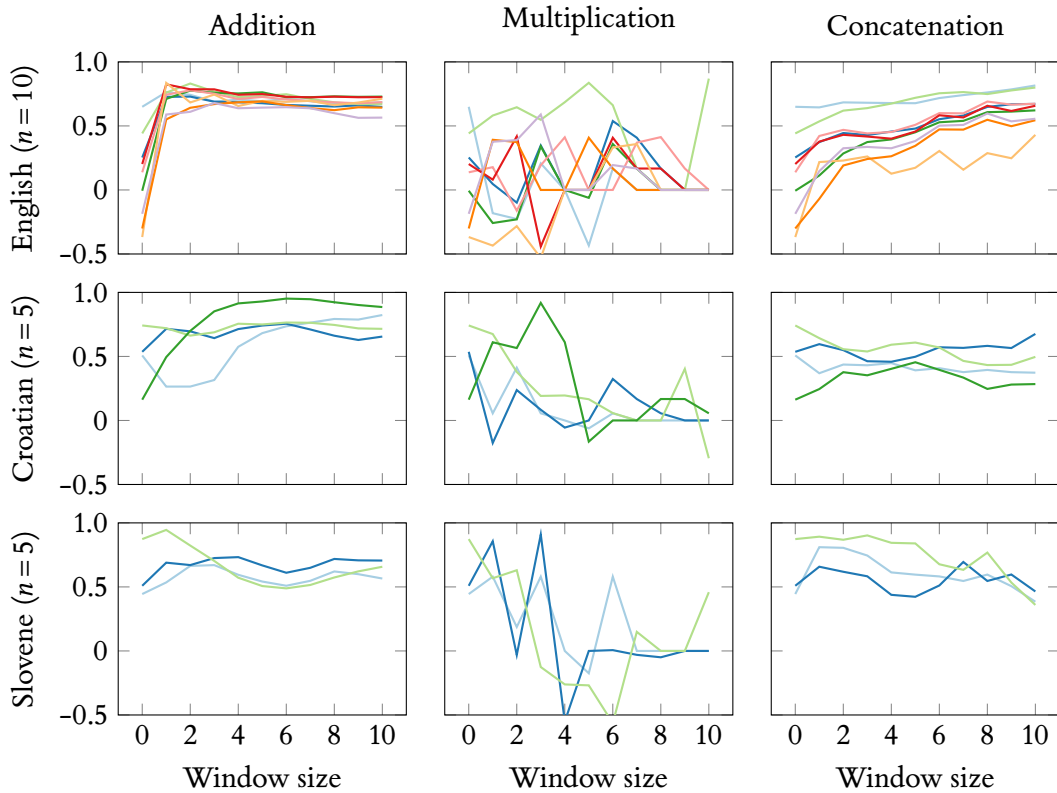 Addition Multiplication Concatenation
English (n = 10)
1.0
0.5
0
−0.5
Croatian (n = 5)
1.0
0.5
0
−0.5
Slovene (n = 5)
1.0
0.5
0
−0.5
0 2 4 6 8 10 0 2 4 6 8 10 0 2 4 6 8 10
Window size Window size Window size